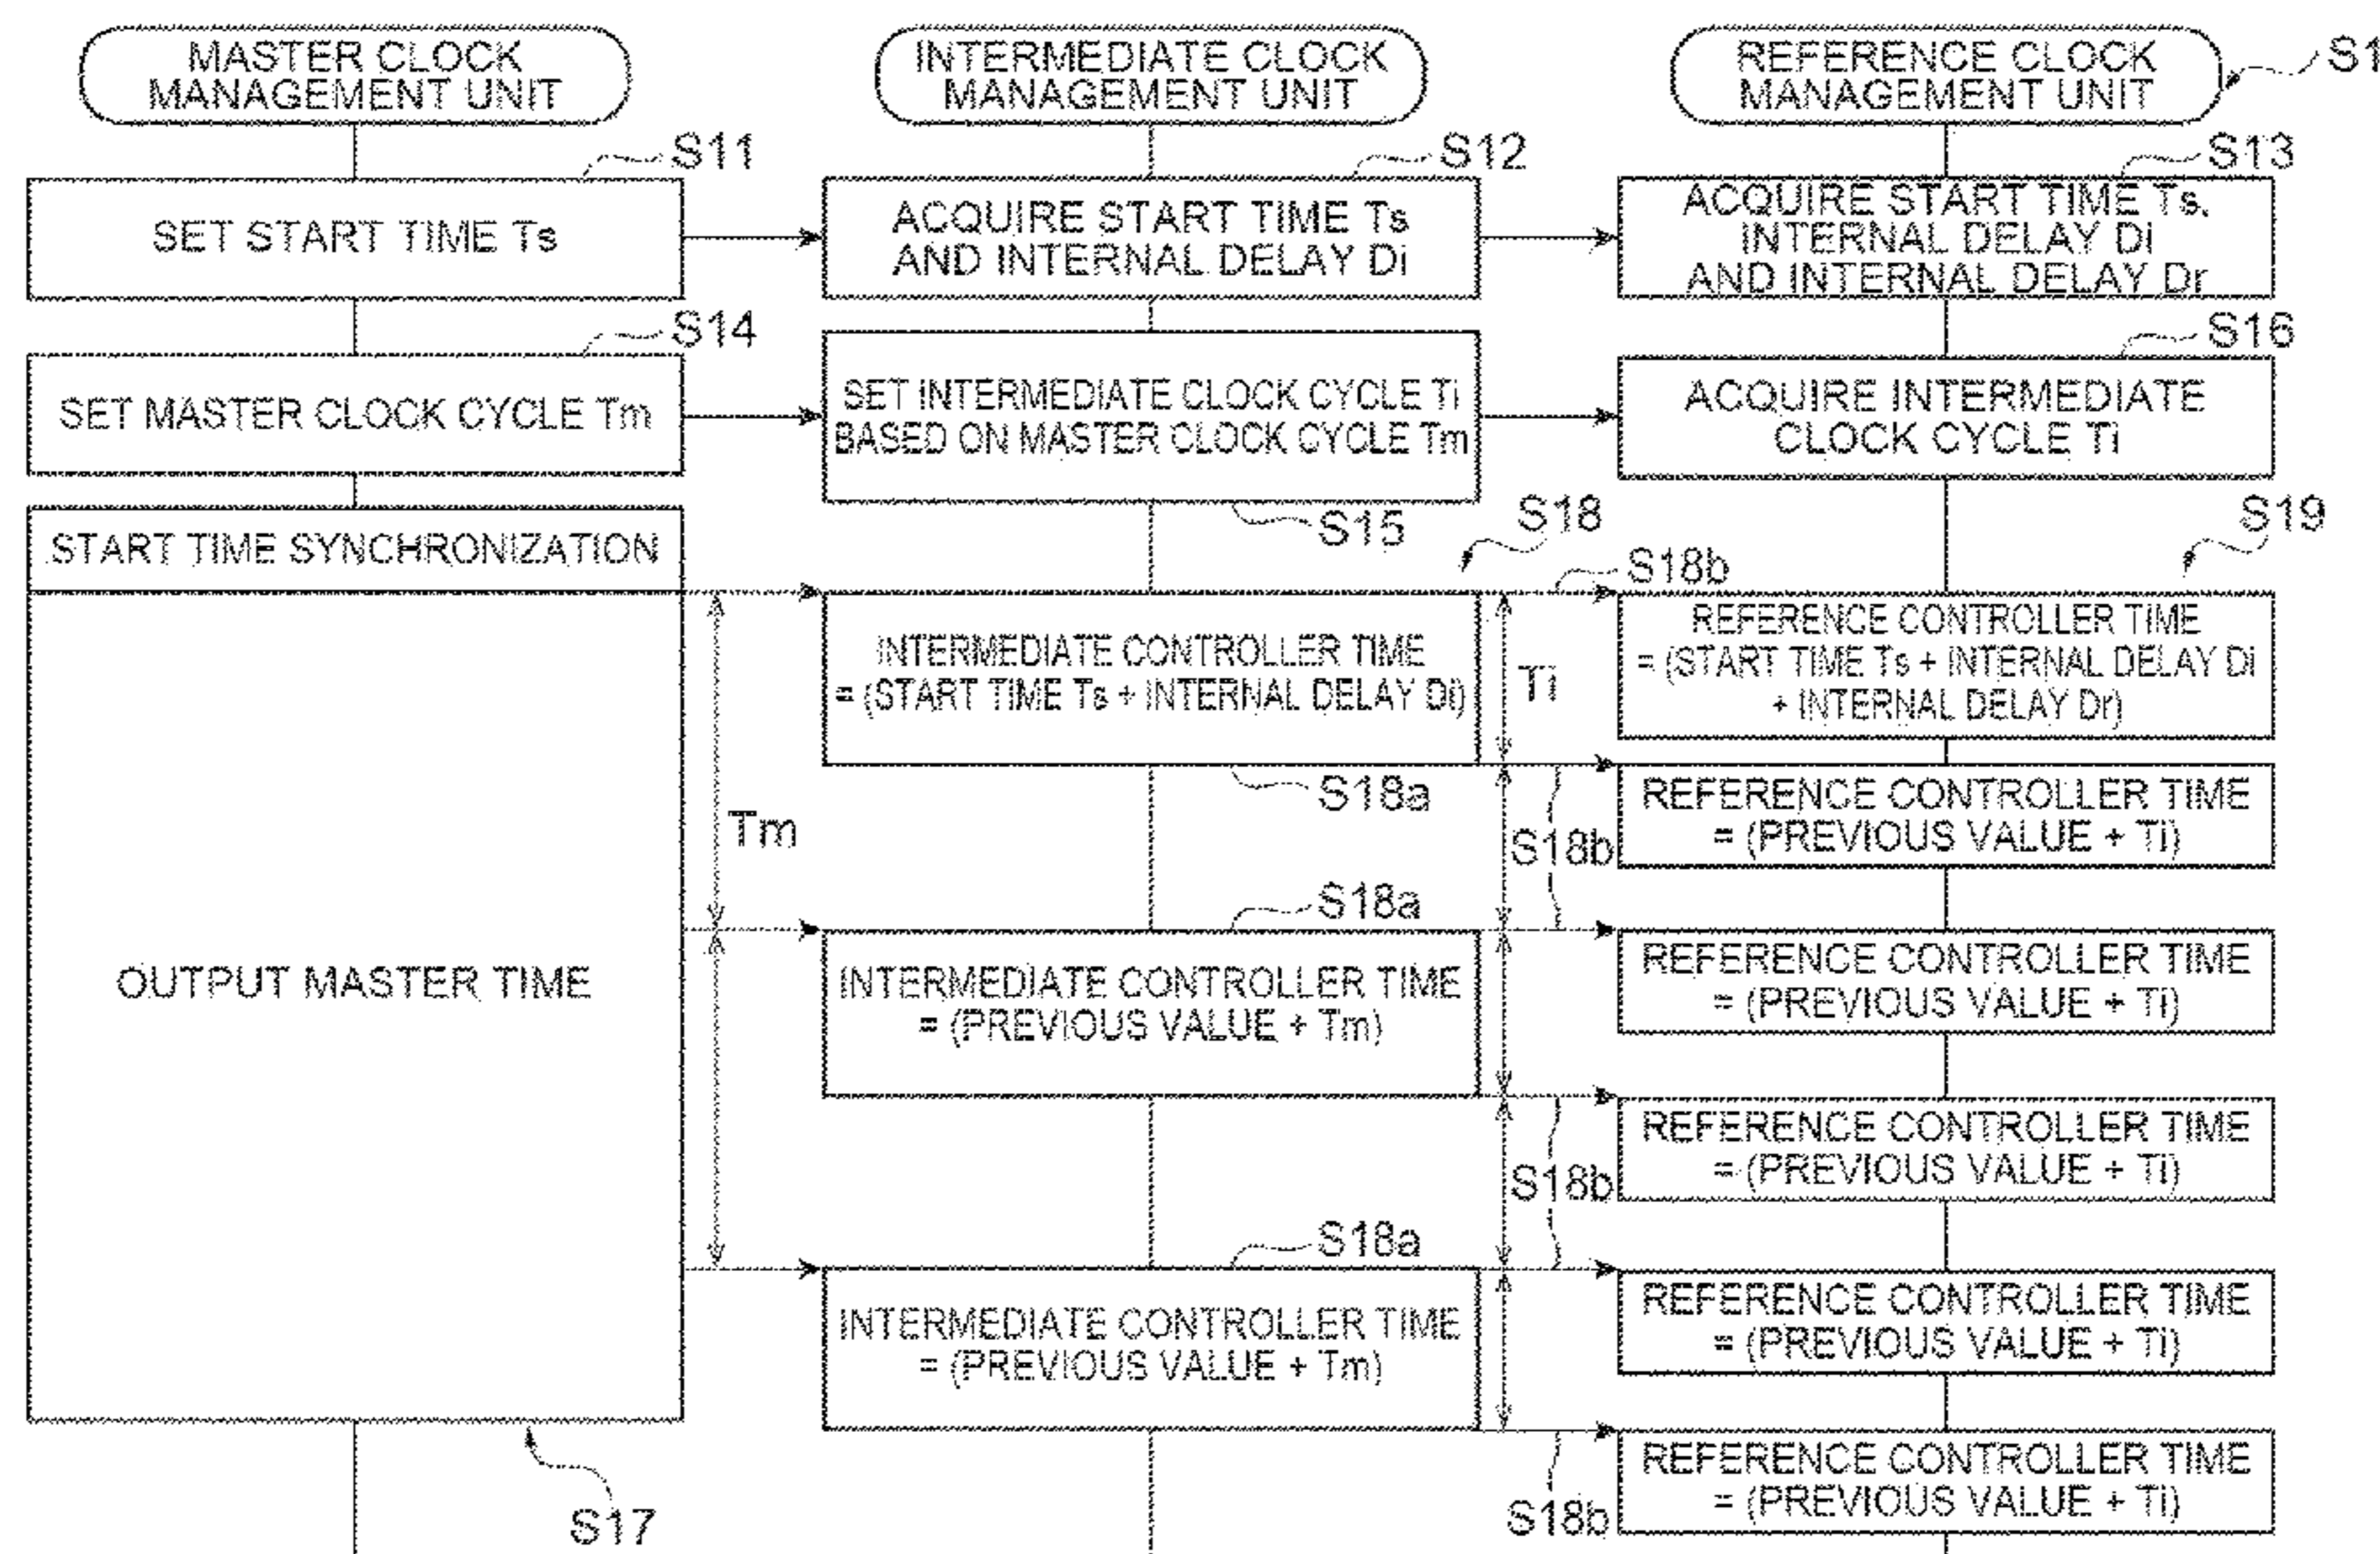 MASTER CLOCK
MANAGEMENT UNIT
INTERMEDIATE CLOCK
MANAGEMENT UNIT
REFERENCE CLOCK
MANAGEMENT UNIT
S1
S11
SET START TIME Ts
S12
ACQUIRE START TIME Ts
AND INTERNAL DELAY Di
S13
ACQUIRE START TIME Ts,
INTERNAL DELAY Di
AND INTERNAL DELAY Dr
S14
SET MASTER CLOCK CYCLE Tm
SET INTERMEDIATE CLOCK CYCLE Ti
BASED ON MASTER CLOCK CYCLE Tm
S15
S16
ACQUIRE INTERMEDIATE
CLOCK CYCLE Ti
START TIME SYNCHRONIZATION
S18
S18b
S19
INTERMEDIATE CONTROLLER TIME
= (START TIME Ts + INTERNAL DELAY Di)
Ti
REFERENCE CONTROLLER TIME
= (START TIME Ts + INTERNAL DELAY Di
+ INTERNAL DELAY Dr)
S18a
Tm
S18b
REFERENCE CONTROLLER TIME
= (PREVIOUS VALUE + Ti)
S18a
OUTPUT MASTER TIME
INTERMEDIATE CONTROLLER TIME
= (PREVIOUS VALUE + Tm)
REFERENCE CONTROLLER TIME
= (PREVIOUS VALUE + Ti)
REFERENCE CONTROLLER TIME
= (PREVIOUS VALUE + Ti)
S18b
S18a
INTERMEDIATE CONTROLLER TIME
= (PREVIOUS VALUE + Tm)
REFERENCE CONTROLLER TIME
= (PREVIOUS VALUE + Ti)
REFERENCE CONTROLLER TIME
= (PREVIOUS VALUE + Ti)
S17
S18b